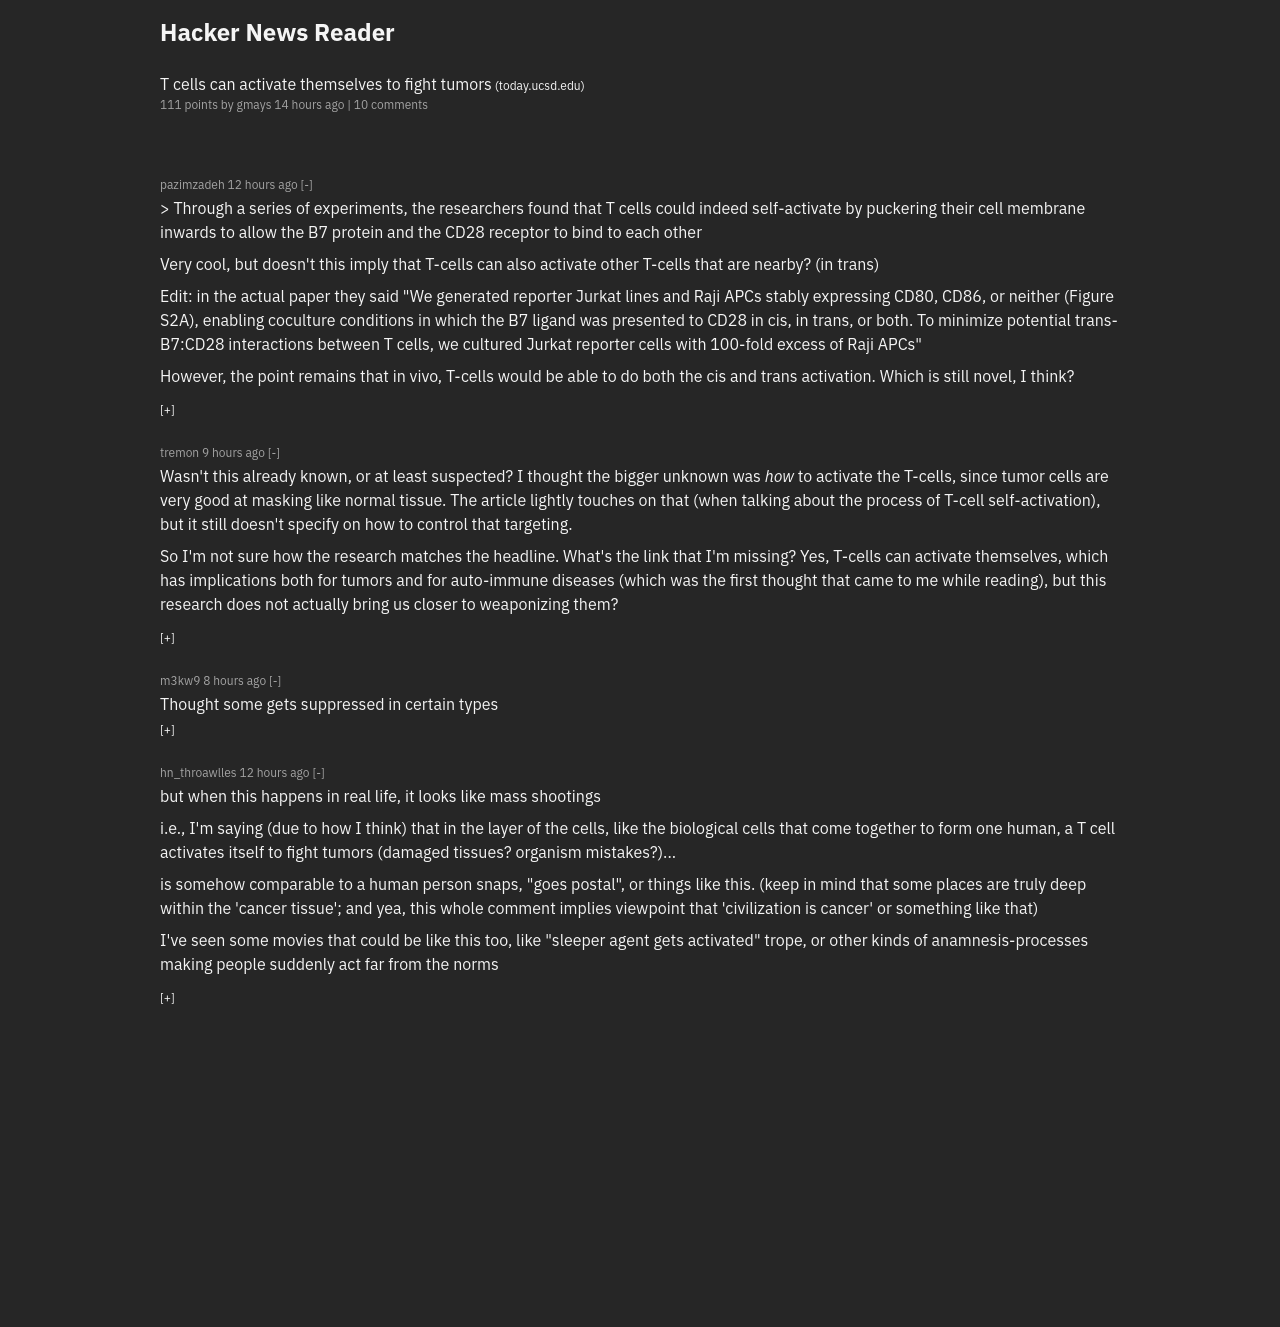 Hacker News Reader
T cells can activate themselves to fight tumors (today.ucsd.edu)
111 points by gmays 14 hours ago | 10 comments
pazimzadeh 12 hours ago [-]
> Through a series of experiments, the researchers found that T cells could indeed self-activate by puckering their cell membrane
inwards to allow the B7 protein and the CD28 receptor to bind to each other
Very cool, but doesn't this imply that T-cells can also activate other T-cells that are nearby? (in trans)
Edit: in the actual paper they said "We generated reporter Jurkat lines and Raji APCs stably expressing CD80, CD86, or neither (Figure
S2A), enabling coculture conditions in which the B7 ligand was presented to CD28 in cis, in trans, or both. To minimize potential trans-
B7:CD28 interactions between T cells, we cultured Jurkat reporter cells with 100-fold excess of Raji APCs"
However, the point remains that in vivo, T-cells would be able to do both the cis and trans activation. Which is still novel, I think?
[+]
tremon 9 hours ago [-]
Wasn't this already known, or at least suspected? I thought the bigger unknown was how to activate the T-cells, since tumor cells are
very good at masking like normal tissue. The article lightly touches on that (when talking about the process of T-cell self-activation),
but it still doesn't specify on how to control that targeting.
So I'm not sure how the research matches the headline. What's the link that I'm missing? Yes, T-cells can activate themselves, which
has implications both for tumors and for auto-immune diseases (which was the first thought that came to me while reading), but this
research does not actually bring us closer to weaponizing them?
[+]
m3kw9 8 hours ago [-]
Thought some gets suppressed in certain types
[+]
hn_throawlles 12 hours ago [-]
but when this happens in real life, it looks like mass shootings
i.e., I'm saying (due to how I think) that in the layer of the cells, like the biological cells that come together to form one human, a T cell
activates itself to fight tumors (damaged tissues? organism mistakes?)...
is somehow comparable to a human person snaps, "goes postal", or things like this. (keep in mind that some places are truly deep
within the 'cancer tissue'; and yea, this whole comment implies viewpoint that 'civilization is cancer' or something like that)
I've seen some movies that could be like this too, like "sleeper agent gets activated" trope, or other kinds of anamnesis-processes
making people suddenly act far from the norms
[+]